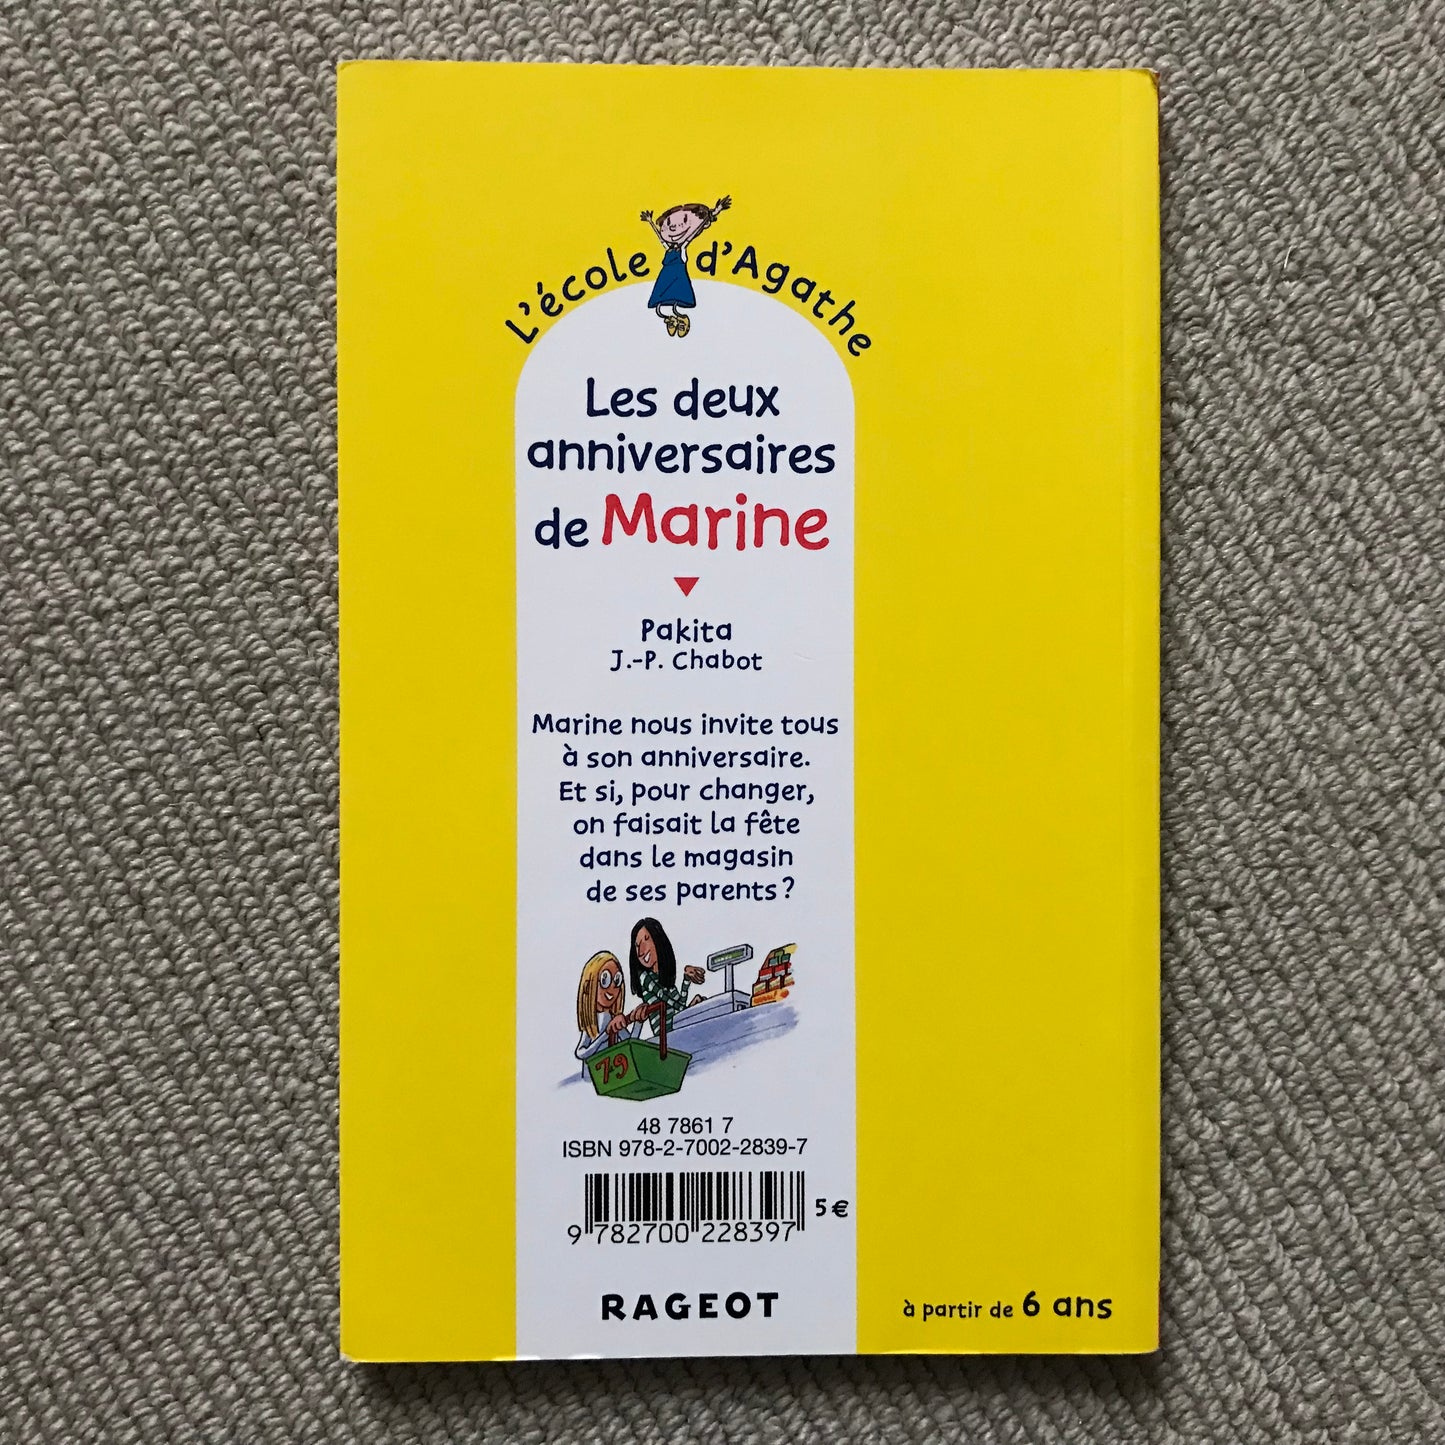 L'école d'Agathe
Les deux
anniversaires
de Marine
Pakita
J.-P. Chabot
Marine nous invite tous
à son anniversaire.
Et si, pour changer,
on faisait la fête
dans le magasin
de ses parents ?
79
48 7861 7
ISBN 978-2-7002-2839-7
5 €
9 782700 228397
RAGEOT
à partir de 6 ans